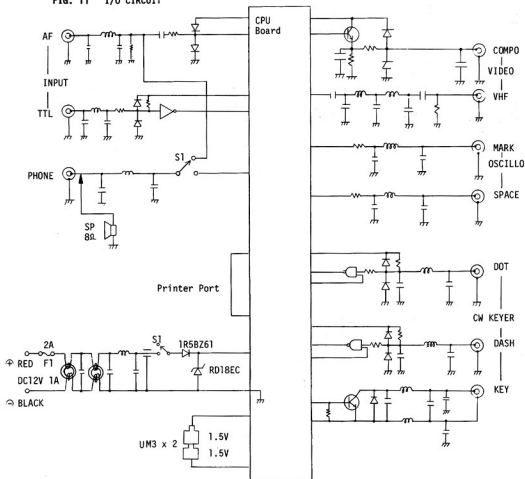 FIG. 11 I/O CIRCUIT
CPU
Board
AF
INPUT
TTL
PHONE
S1
SP
8Ω
Printer Port
2A
F1
⊕ RED
DC12V 1A
⊖ BLACK
S1
1R5BZ61
RD18EC
UM3 x 2
1.5V
1.5V
COMPO
VIDEO
VHF
MARK
OSCILLO
SPACE
DOT
CW KEYER
DASH
KEY